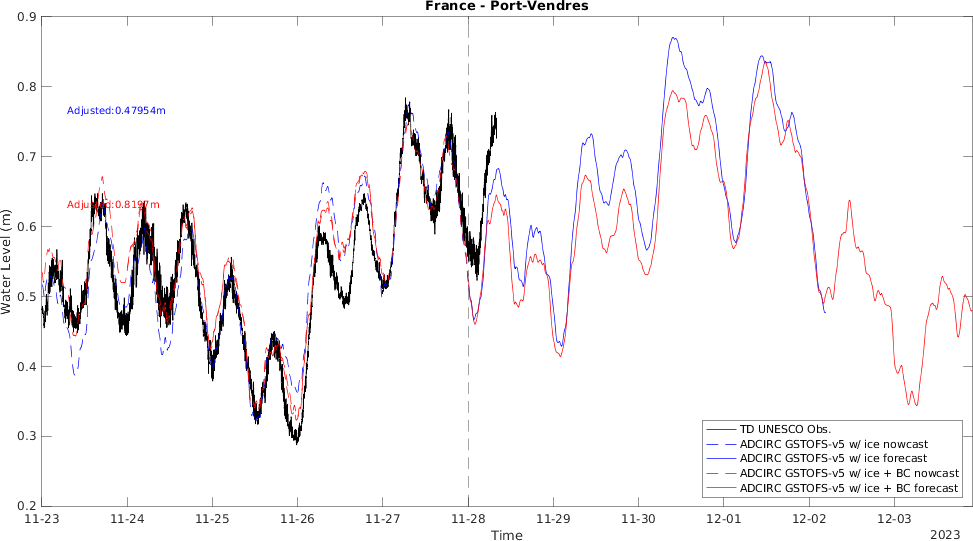 France - Port-Vendres
0.9
0.8
0.7
0.6
0.5
0.4
0.3
0.2
Water Level (m)
Adjusted:0.47954m
Adjusted:0.8197m
TD UNESCO Obs.
ADCIRC GSTOFS-v5 w/ ice nowcast
ADCIRC GSTOFS-v5 w/ ice forecast
ADCIRC GSTOFS-v5 w/ ice + BC nowcast
ADCIRC GSTOFS-v5 w/ ice + BC forecast
11-23 11-24 11-25 11-26 11-27 11-28 11-29 11-30 12-01 12-02 12-03
Time
2023